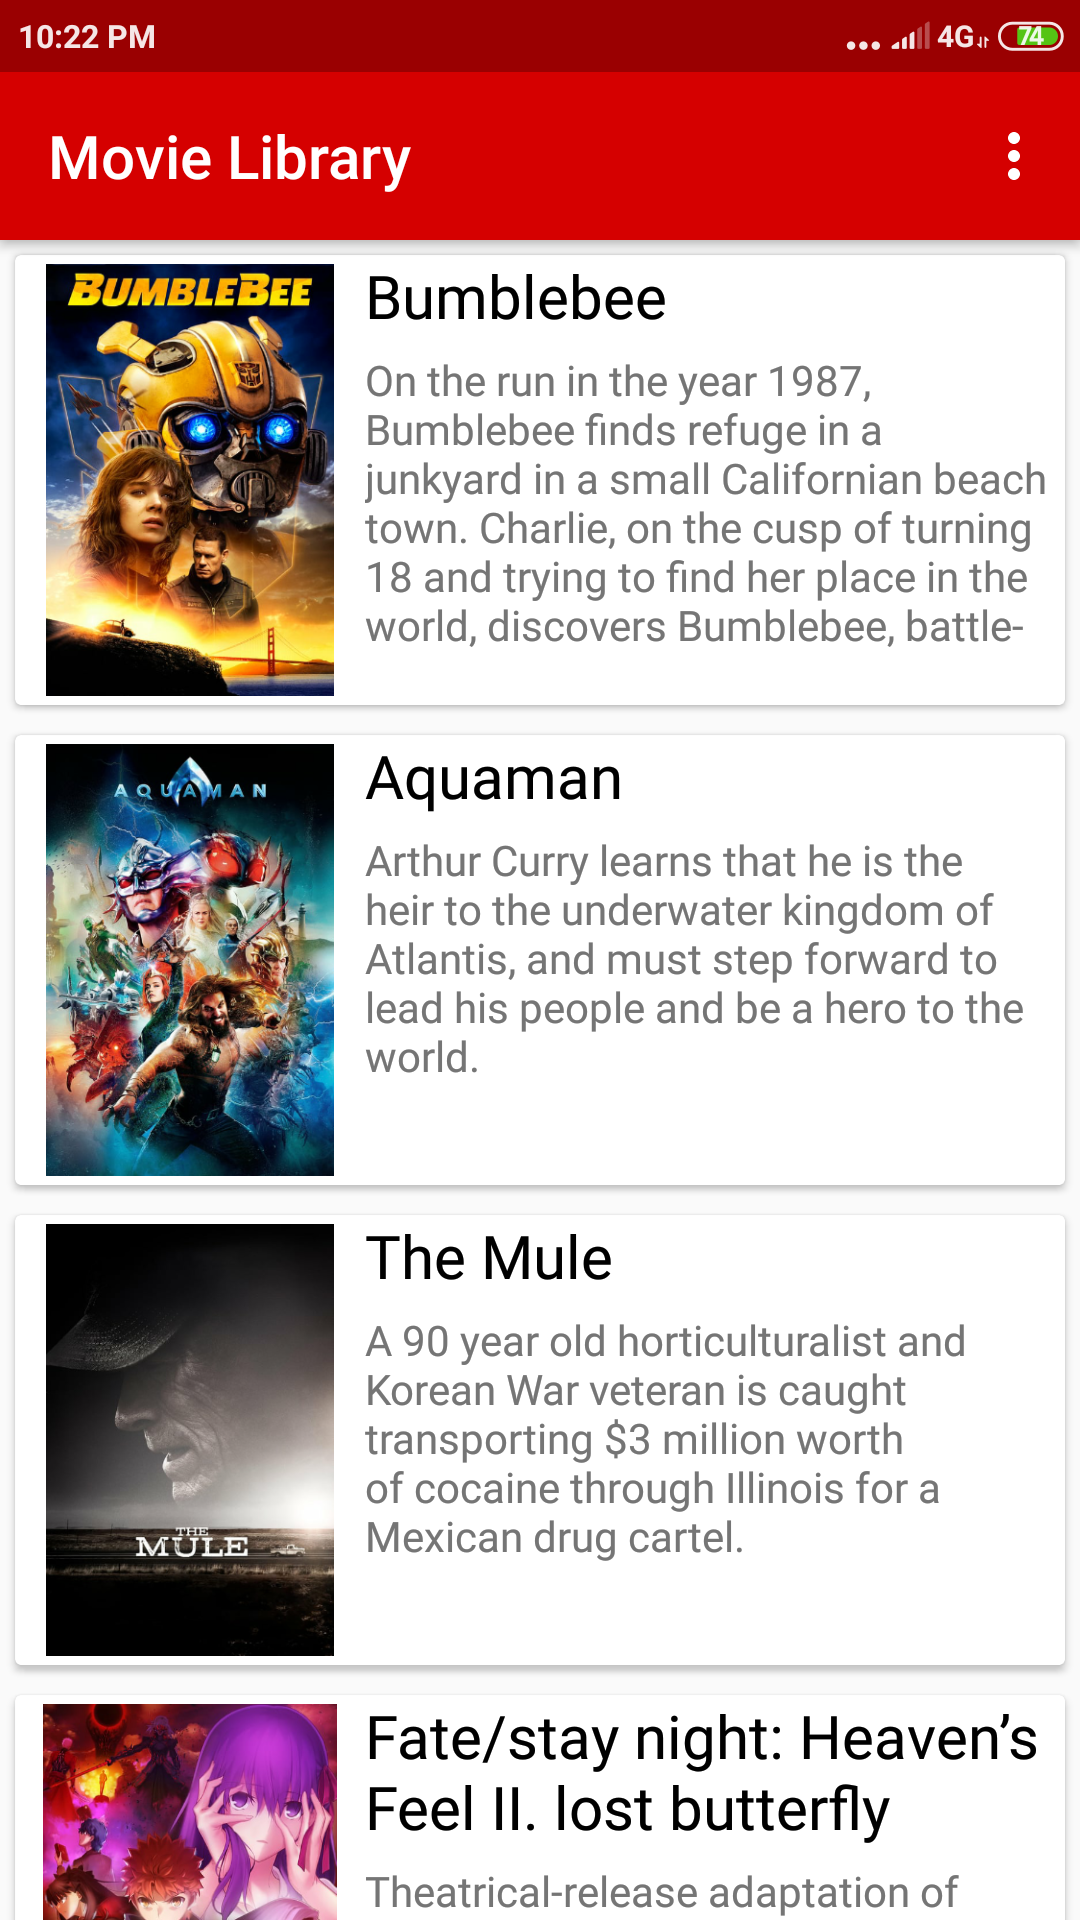 10:22 PM
4G
74
Movie Library
BUMBLEBEE
Bumblebee
On the run in the year 1987,
Bumblebee finds refuge in a
junkyard in a small Californian beach
town. Charlie, on the cusp of turning
18 and trying to find her place in the
world, discovers Bumblebee, battle-
AQUAMAN
Aquaman
Arthur Curry learns that he is the
heir to the underwater kingdom of
Atlantis, and must step forward to
lead his people and be a hero to the
world.
THE
MULE
The Mule
A 90 year old horticulturalist and
Korean War veteran is caught
transporting $3 million worth
of cocaine through Illinois for a
Mexican drug cartel.
Fate/stay night: Heaven’s
Feel II. lost butterfly
Theatrical-release adaptation of